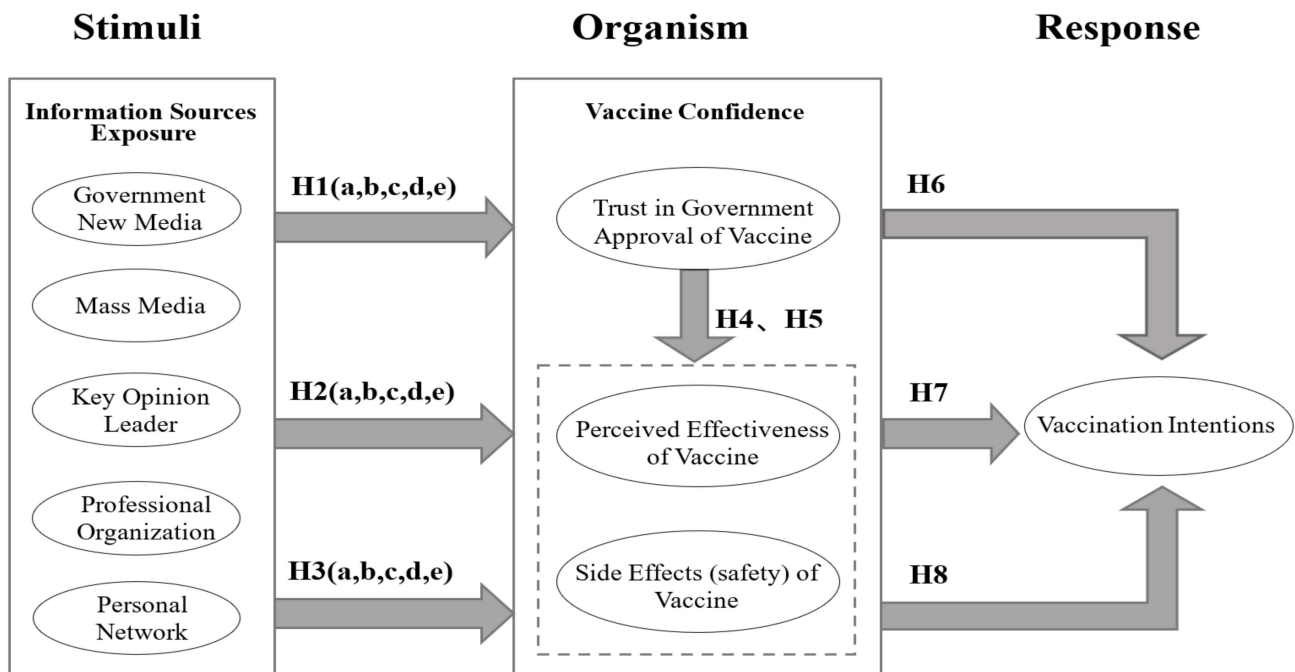 Stimuli
Organism
Response
Information Sources
Exposure
Government
New Media
Mass Media
Key Opinion
Leader
Professional
Organization
Personal
Network
H1(a,b,c,d,e)
H2(a,b,c,d,e)
H3(a,b,c,d,e)
Vaccine Confidence
Trust in Government
Approval of Vaccine
H4、H5
Perceived Effectiveness
of Vaccine
Side Effects (safety) of
Vaccine
H6
H7
H8
Vaccination Intentions